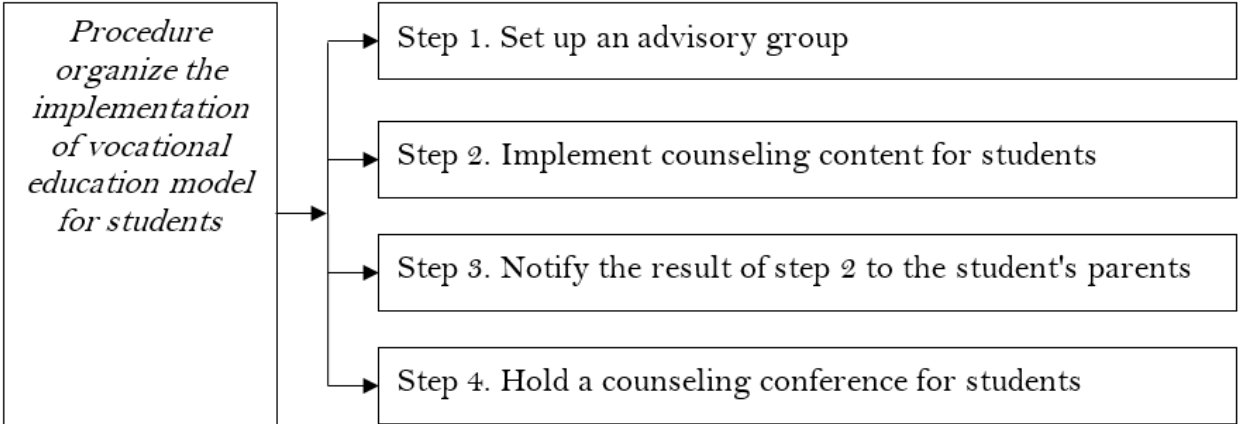 Procedure
organize the
implementation
of vocational
education model
for students
Step 1. Set up an advisory group
Step 2. Implement counseling content for students
Step 3. Notify the result of step 2 to the student's parents
Step 4. Hold a counseling conference for students